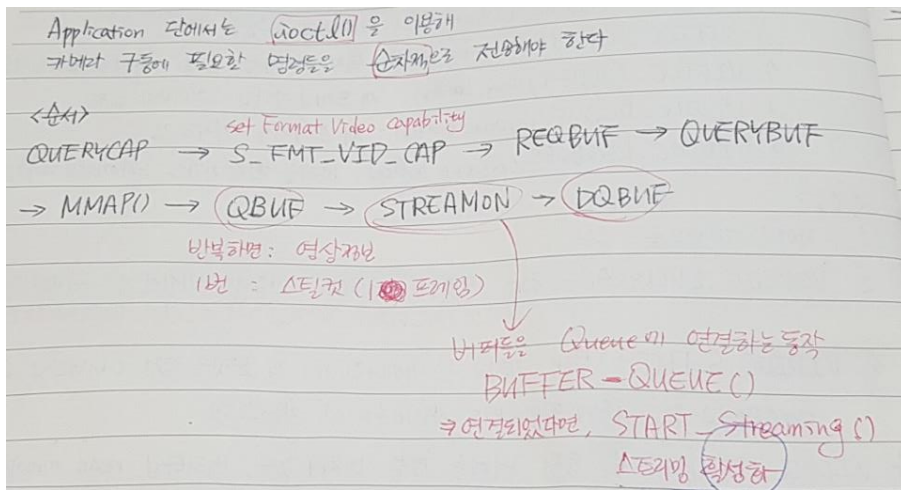 Application 단에서는 ioctl() 을 이용해
카메라 구동에 필요한 명령들을 순차적으로 전송해야 한다
<순서>
set Format Video Capability
QUERYCAP → S_FMT_VID_CAP → REQBUF → QUERYBUF
→ MMAP() → QBUF → STREAMON → DQBUF
반복하면 : 영상정보
1번 : 스틸컷 (1 프레임)
버퍼들을 Queue에 연결하는 동작
BUFFER-QUEUE()
⇒ 연결되었다면, START_Streaming()
스트리밍 활성화